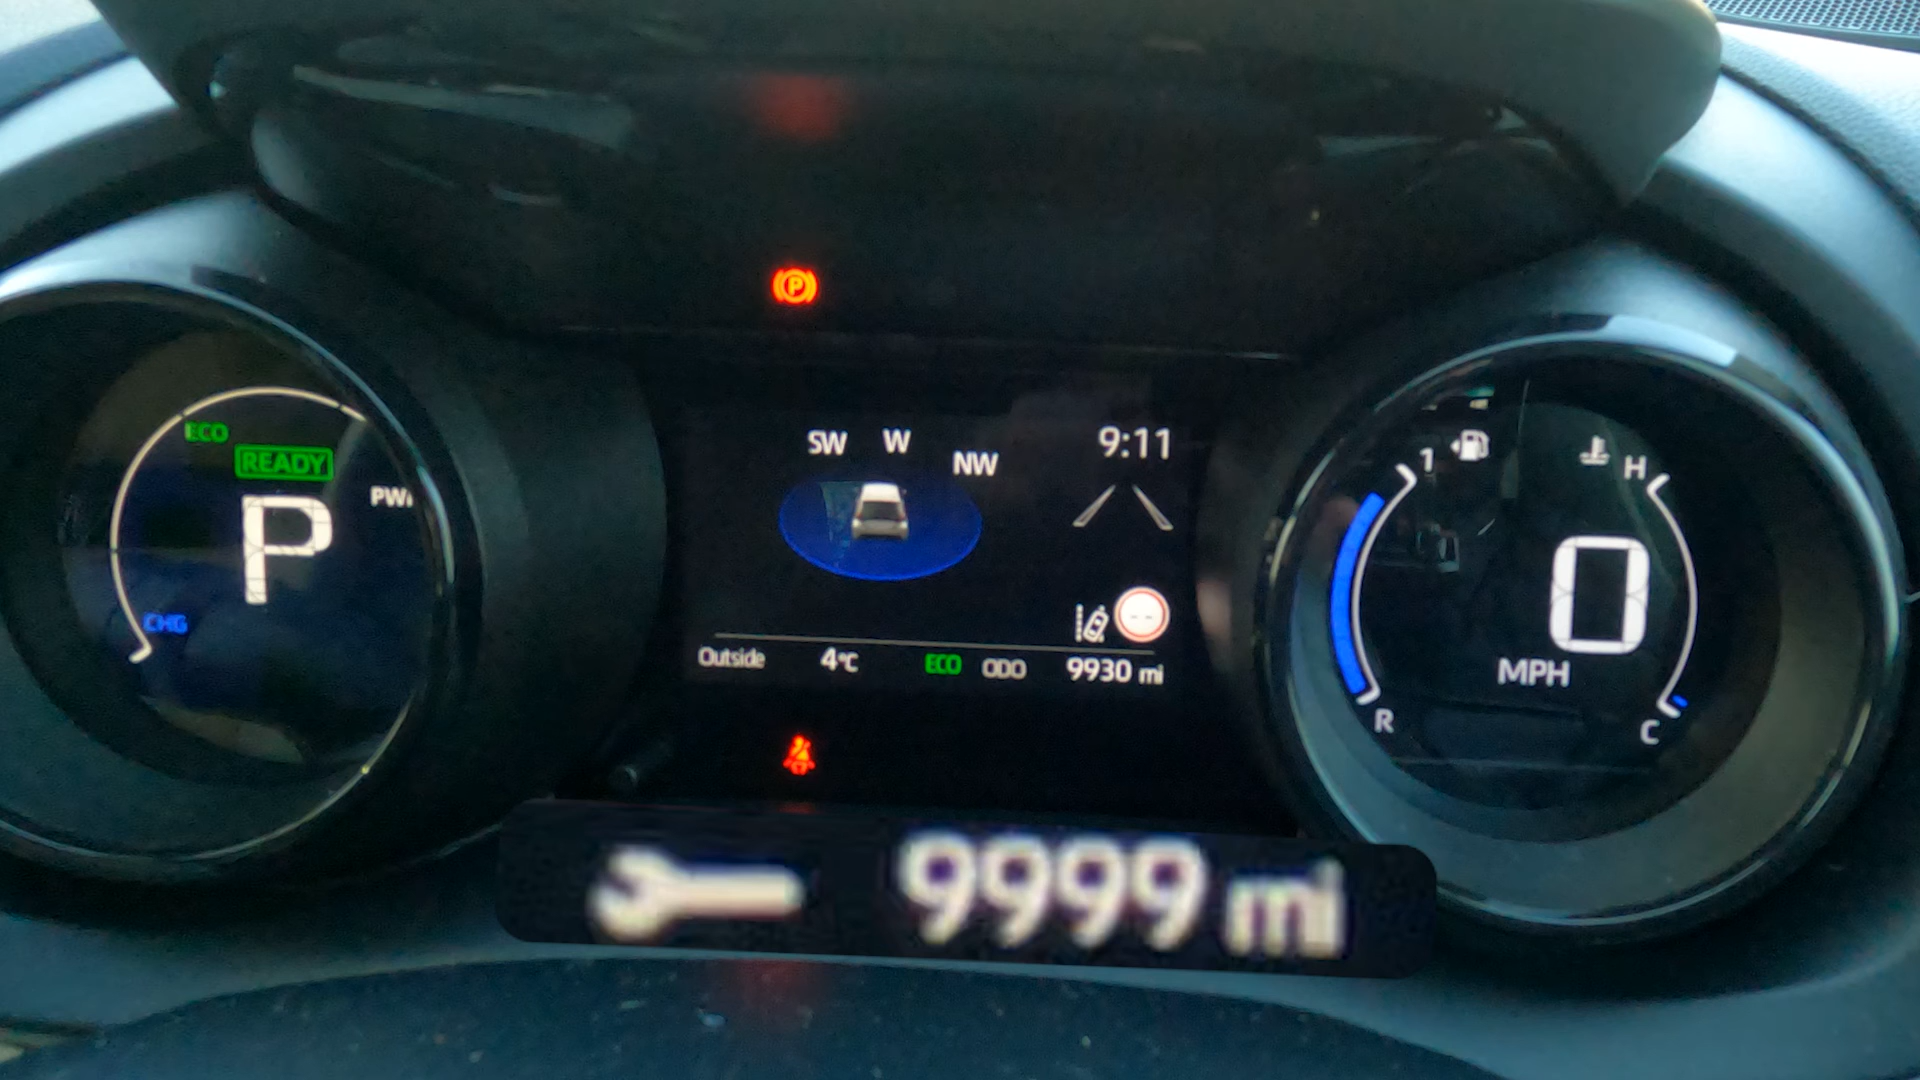 ECO
READY
P
PW
CHG
SW W NW
9:11
Outside 4°C ECO ODO 9930 mi
1
H
0
MPH
R
C
9999 mi